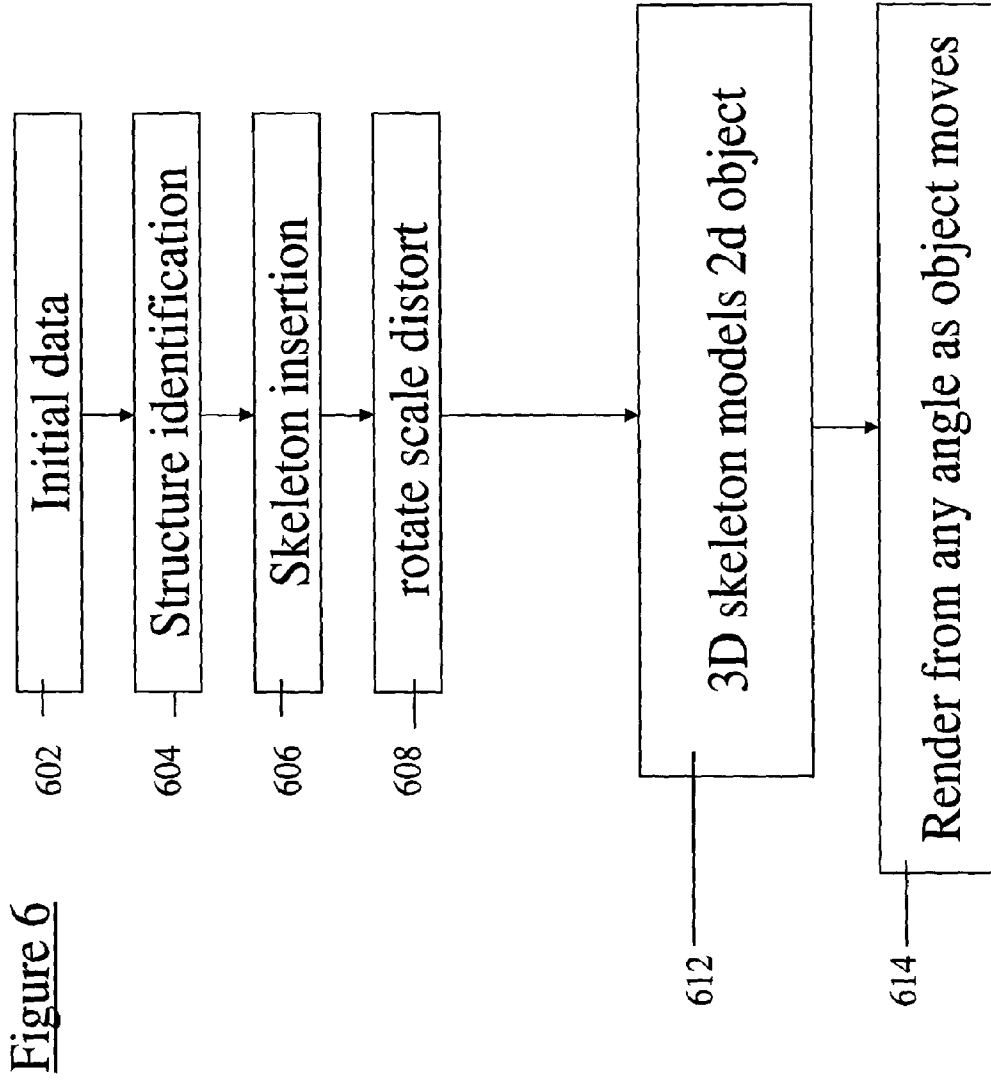 Figure 6
602
Initial data
604
Structure identification
606
Skeleton insertion
608
rotate scale distort
612
3D skeleton models 2d object
614
Render from any angle as object moves